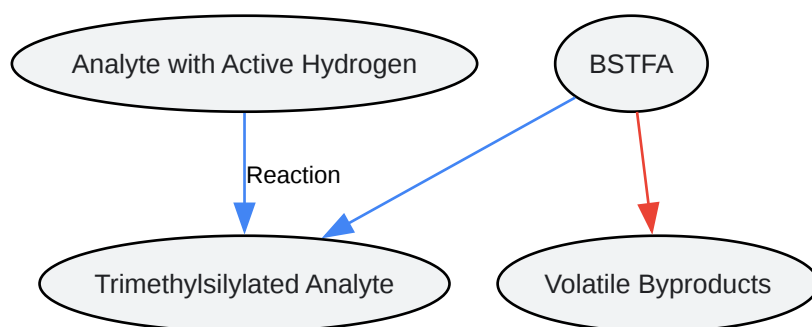 Analyte with Active Hydrogen
BSTFA
Reaction
Trimethylsilylated Analyte
Volatile Byproducts